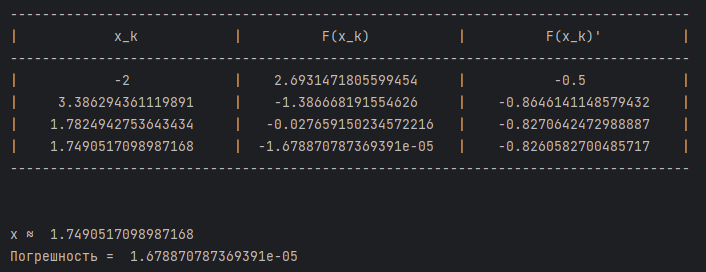 -------------------------------------------------------------------------------------
|            x_k            |          F(x_k)           |          F(x_k)'          |
-------------------------------------------------------------------------------------
|            -2             |    2.6931471805599454     |           -0.5            |
|     3.386294361119891     |    -1.386668191554626     |    -0.8646141148579432    |
|    1.7824942753643434     |   -0.027659150234572216   |    -0.8270642472988887    |
|    1.7490517098987168     |  -1.678870787369391e-05   |    -0.8260582700485717    |
-------------------------------------------------------------------------------------
x ≈  1.7490517098987168
Погрешность =  1.678870787369391e-05